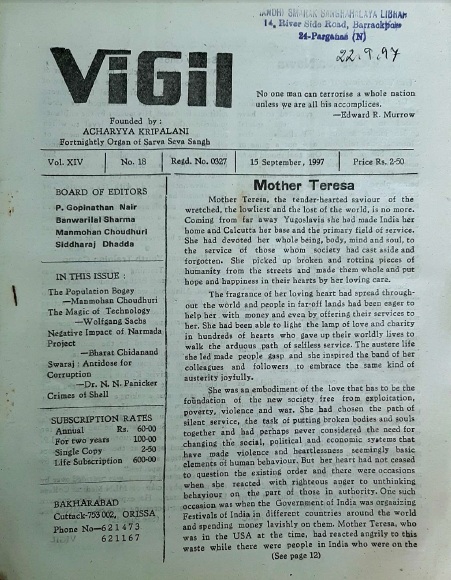 GANDHI SMARAK SANGRAHALAYA LIBRAR
14, River Side Road, Barrackpore
24-Parganas (N)
22.9.97
ViGil
No one man can terrorise a whole nation
unless we are all his accomplices.
—Edward R. Murrow
Founded by :
ACHARYYA KRIPALANI
Fortnightly Organ of Sarva Seva Sangh
Vol. XIV No. 18 Regd. No. 0327 15 September, 1997 Price Rs. 2-50
BOARD OF EDITORS
P. Gopinathan Nair
Banwarilal Sharma
Manmohan Choudhuri
Siddharaj Dhadda
IN THIS ISSUE :
The Population Bogey
—Manmohan Choudhuri
The Magic of Technology
—Wolfgang Sachs
Negative Impact of Narmada
Project
—Bharat Chidanand
Swaraj : Antidose for
Corruption
—Dr. N. N. Panicker
Crimes of Shell
SUBSCRIPTION RATES
Annual Rs. 60-00
For two years 100-00
Single Copy 2-50
Life Subscription 600-00
BAKHARABAD
Cuttack-753 002, ORISSA
Phone No—621473
621167
Mother Teresa
Mother Teresa, the tender-hearted saviour of the
wretched, the lowliest and the lost of the world, is no more.
Coming from far away Yugoslavia she had made India her
home and Calcutta her base and the primary field of service.
She had devoted her whole being, body, mind and soul, to
the service of those whom society had cast aside and
forgotten. She picked up broken and rotting pieces of
humanity from the streets and made them whole and put
hope and happiness in their hearts by her loving care.
The fragrance of her loving heart had spread through-
out the world and people in far-off lands had been eager to
help her with money and even by offering their services to
her. She had been able to light the lamp of love and charity
in hundreds of hearts who gave up their worldly lives to
walk the arduous path of selfless service. The austere life
she led made people gasp and she inspired the band of her
colleagues and followers to embrace the same kind of
austerity joyfully.
She was an embodiment of the love that has to be the
foundation of the new society free from exploitation,
poverty, violence and war. She had chosen the path of
silent service, the task of putting broken bodies and souls
together and had perhaps never considered the need for
changing the social, political and economic systems that
have made violence and heartlessness seemingly basic
elements of human behaviour. But her heart had not ceased
to question the existing order and there were occasions
when she reacted with righteous anger to unthinking
behaviour on the part of those in authority. One such
occasion was when the Government of India was organizing
Festivals of India in different countries around the world
and spending money lavishly on them. Mother Teresa, who
was in the USA at the time, had reacted angrily to this
waste while there were people in India who were on the
(See page 12)